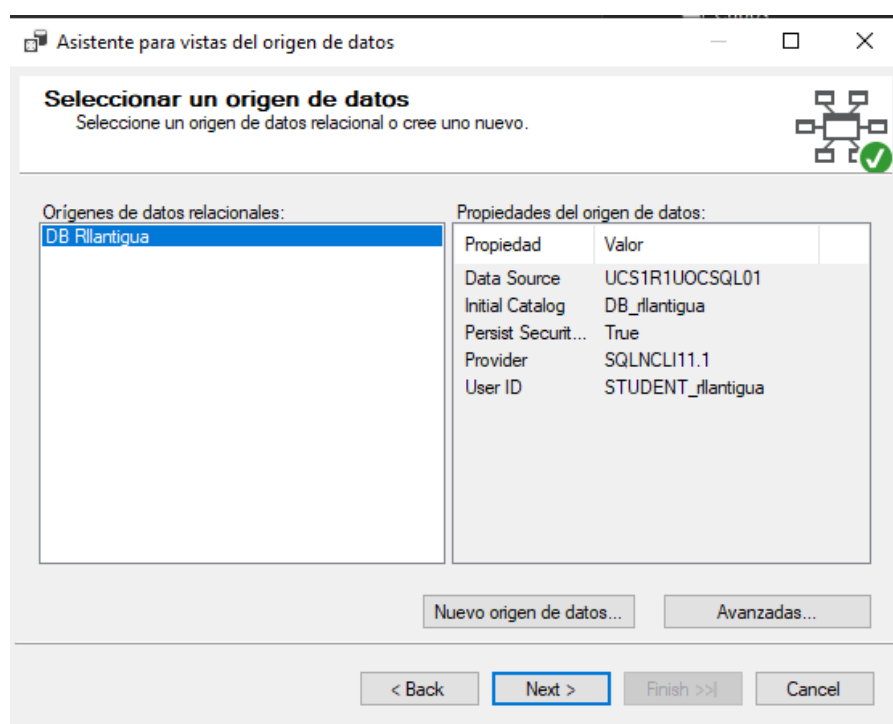 Asistente para vistas del origen de datos
Seleccionar un origen de datos
Seleccione un origen de datos relacional o cree uno nuevo.
Orígenes de datos relacionales:
DB Rllantigua
Propiedades del origen de datos:
Propiedad Valor
Data Source UCS1R1UOCSQL01
Initial Catalog DB_rllantigua
Persist Securit... True
Provider SQLNCLI11.1
User ID STUDENT_rllantigua
Nuevo origen de datos...
Avanzadas...
< Back
Next >
Finish >>|
Cancel